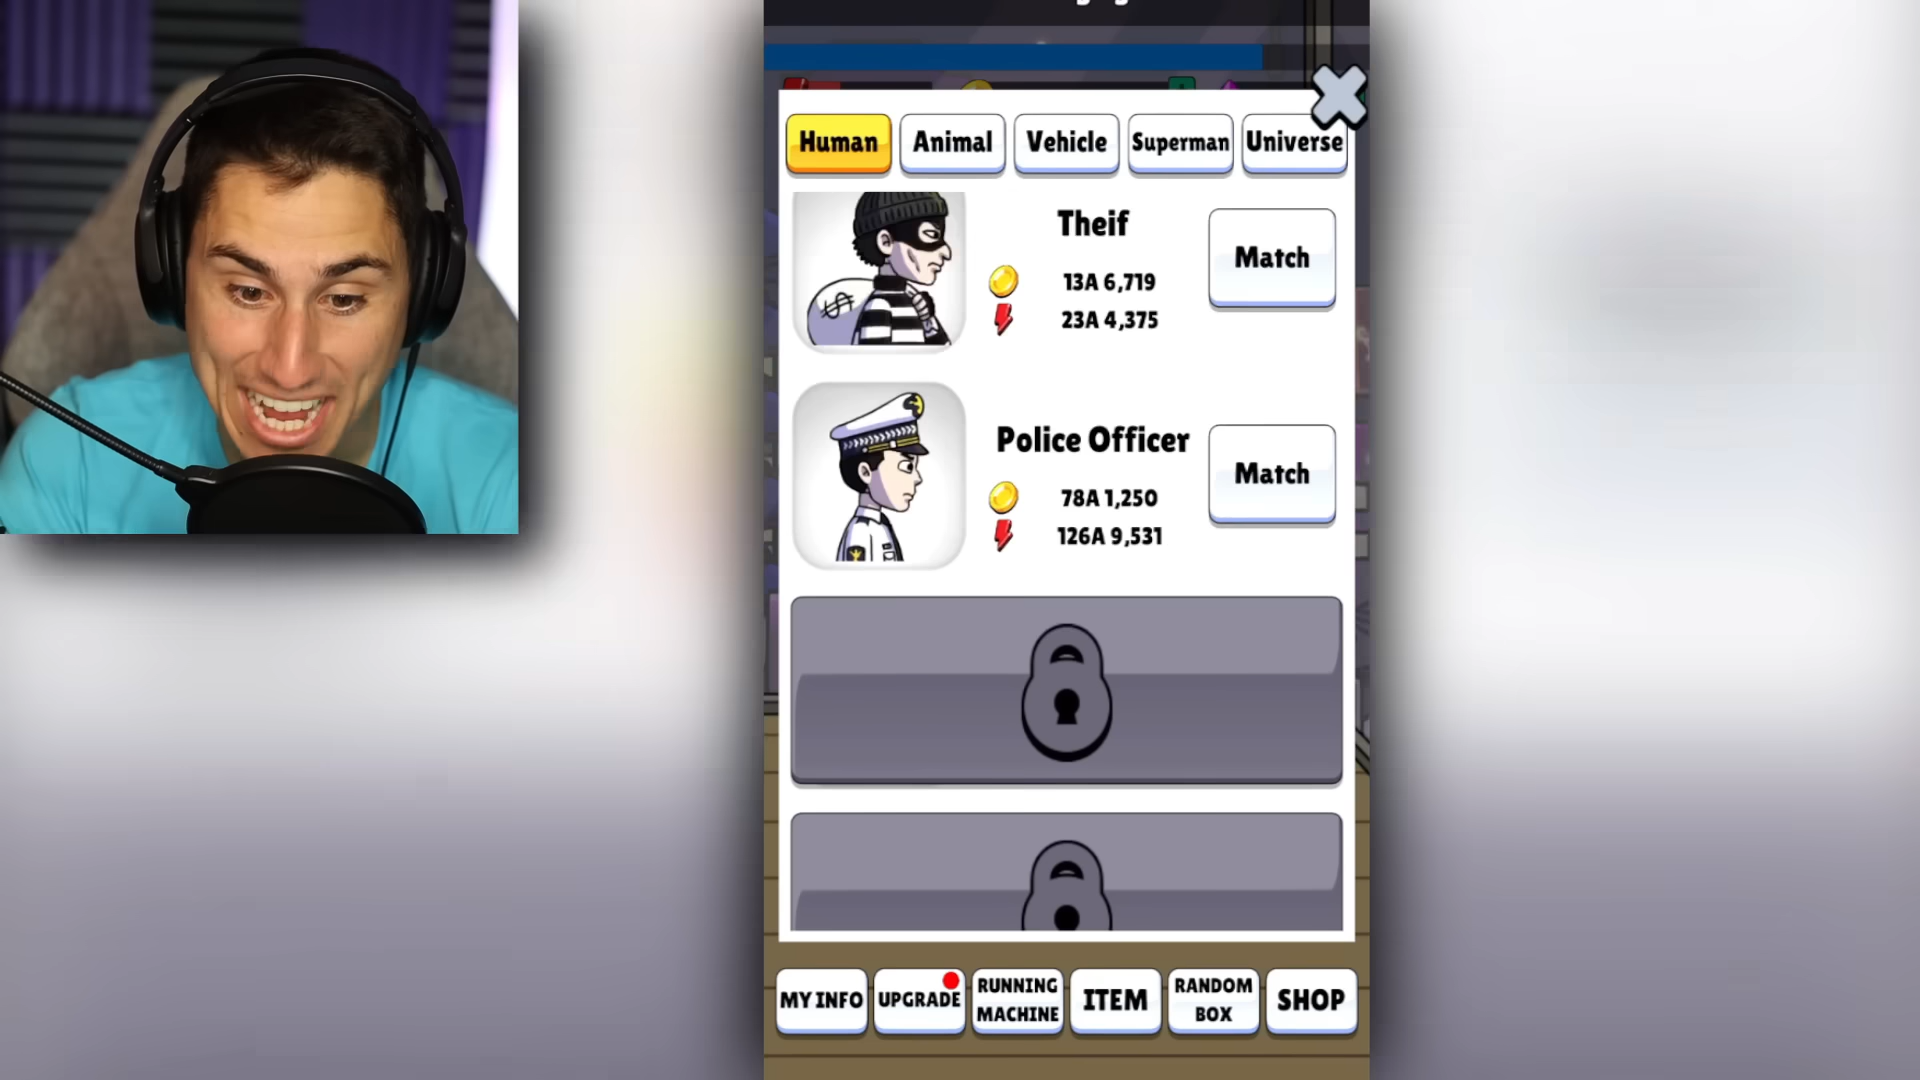 Human
Animal
Vehicle
Superman
Universe
Theif
13A 6,719
23A 4,375
Match
Police Officer
78A 1,250
126A 9,531
Match
MY INFO
UPGRADE
RUNNING
MACHINE
ITEM
RANDOM
BOX
SHOP